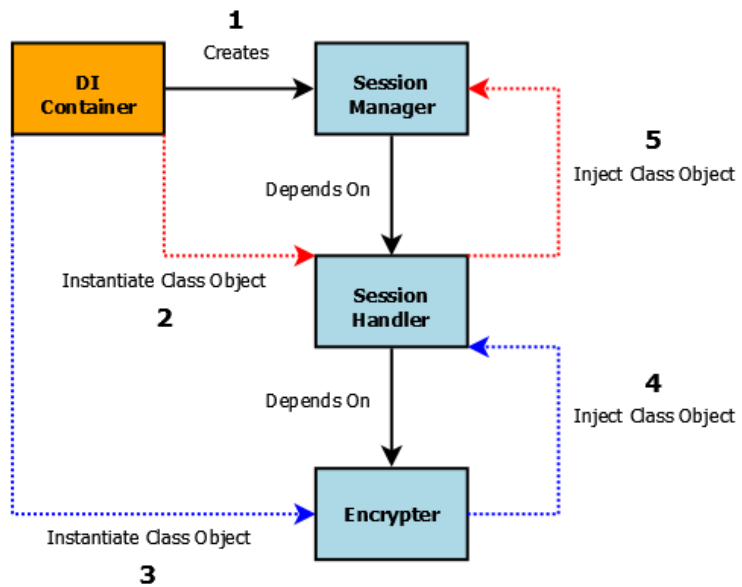 1
Creates
DI
Container
Session
Manager
5
Inject Class Object
Depends On
Instantiate Class Object
2
Session
Handler
4
Inject Class Object
Depends On
Encrypter
Instantiate Class Object
3